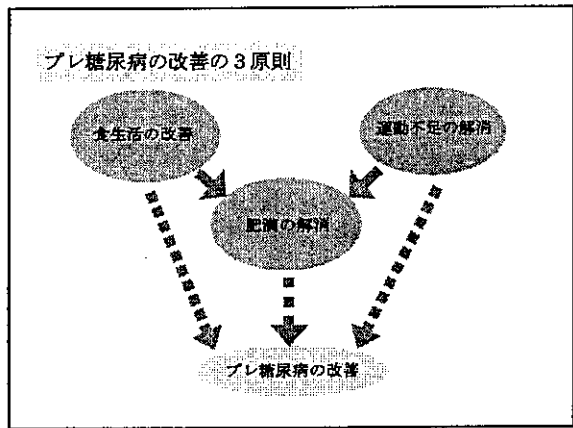 プレ糖尿病の改善の3原則
食生活の改善
運動不足の解消
肥満の解消
プレ糖尿病の改善